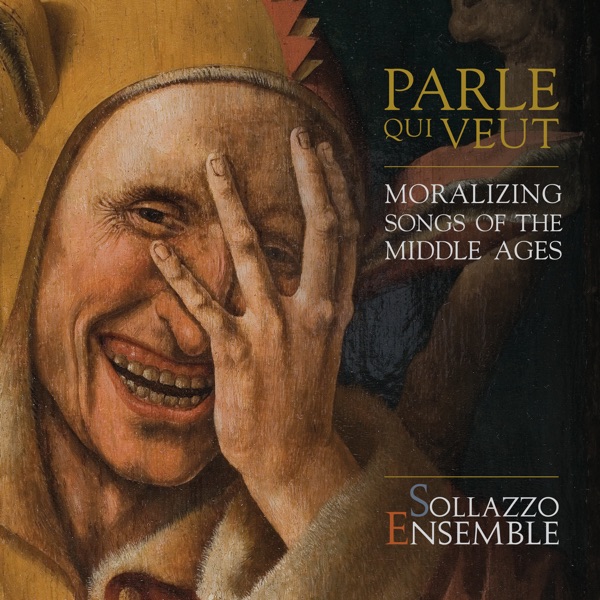 PARLE
QUI VEUT
MORALIZING
SONGS OF THE
MIDDLE AGES
SOLLAZZO
ENSEMBLE